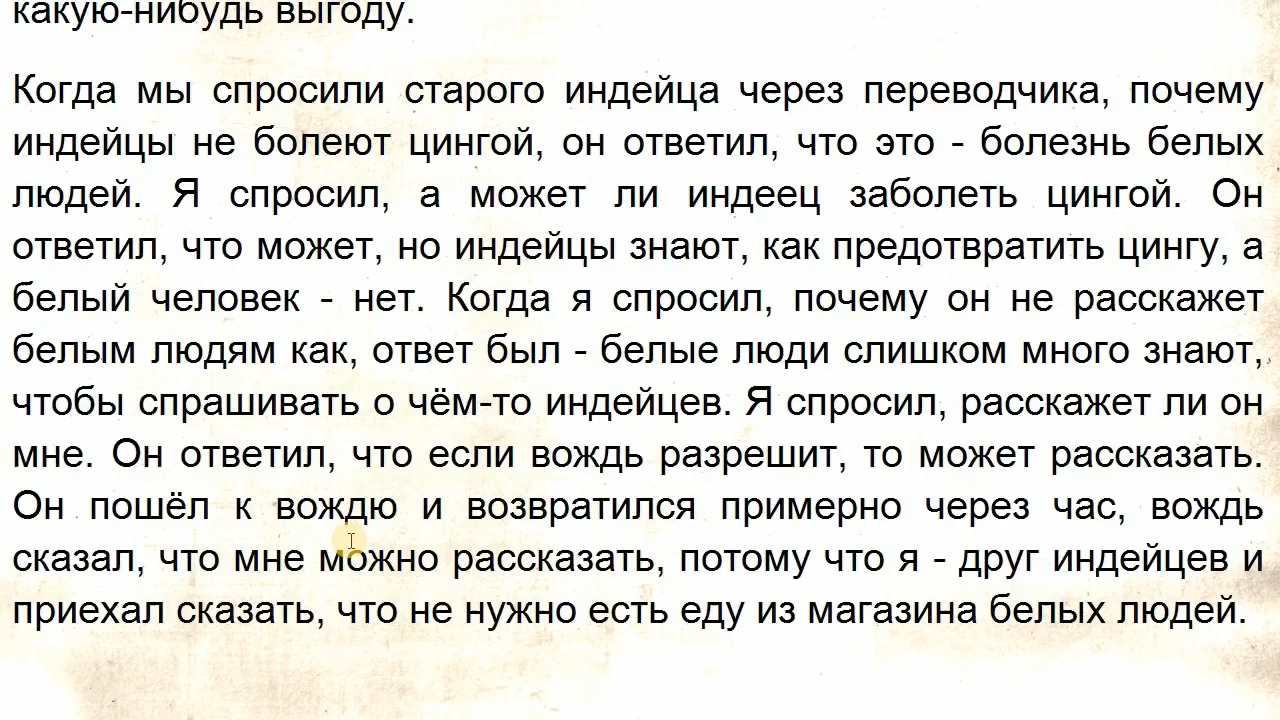 какую-нибудь выгоду.
Когда мы спросили старого индейца через переводчика, почему
индейцы не болеют цингой, он ответил, что это - болезнь белых
людей. Я спросил, а может ли индеец заболеть цингой. Он
ответил, что может, но индейцы знают, как предотвратить цингу, а
белый человек - нет. Когда я спросил, почему он не расскажет
белым людям как, ответ был - белые люди слишком много знают,
чтобы спрашивать о чём-то индейцев. Я спросил, расскажет ли он
мне. Он ответил, что если вождь разрешит, то может рассказать.
Он пошёл к вождю и возвратился примерно через час, вождь
сказал, что мне можно рассказать, потому что я - друг индейцев и
приехал сказать, что не нужно есть еду из магазина белых людей.